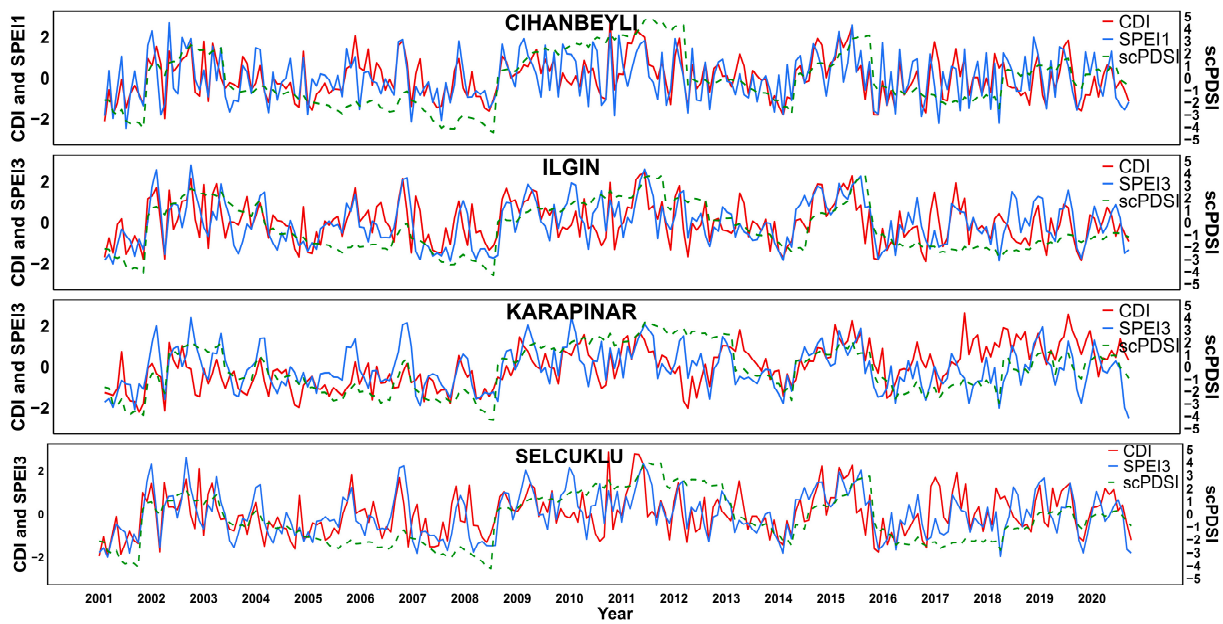 CIHANBEYLI
CDI and SPEI1
2
0
−2
5
4
3
2
1
0
−1
−2
−3
−4
−5
scPDSI
CDI
SPEI1
scPDSI
ILGIN
CDI and SPEI3
2
0
−2
5
4
3
2
1
0
−1
−2
−3
−4
−5
scPDSI
CDI
SPEI3
scPDSI
KARAPINAR
CDI and SPEI3
2
0
−2
5
4
3
2
1
0
−1
−2
−3
−4
−5
scPDSI
CDI
SPEI3
scPDSI
SELCUKLU
CDI and SPEI3
2
0
−2
5
4
3
2
1
0
−1
−2
−3
−4
−5
scPDSI
CDI
SPEI3
scPDSI
2001 2002 2003 2004 2005 2006 2007 2008 2009 2010 2011 2012 2013 2014 2015 2016 2017 2018 2019 2020
Year